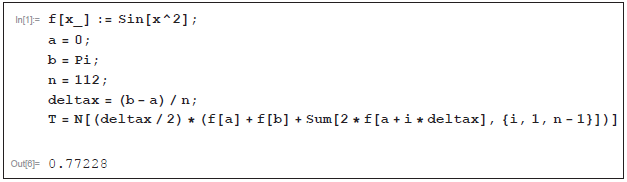 In[1]:= f[x_] := Sin[x^2];
a = 0;
b = Pi;
n = 112;
deltax = (b - a) / n;
T = N[(deltax / 2) * (f[a] + f[b] + Sum[2 * f[a + i * deltax], {i, 1, n - 1}])]
Out[6]= 0.77228